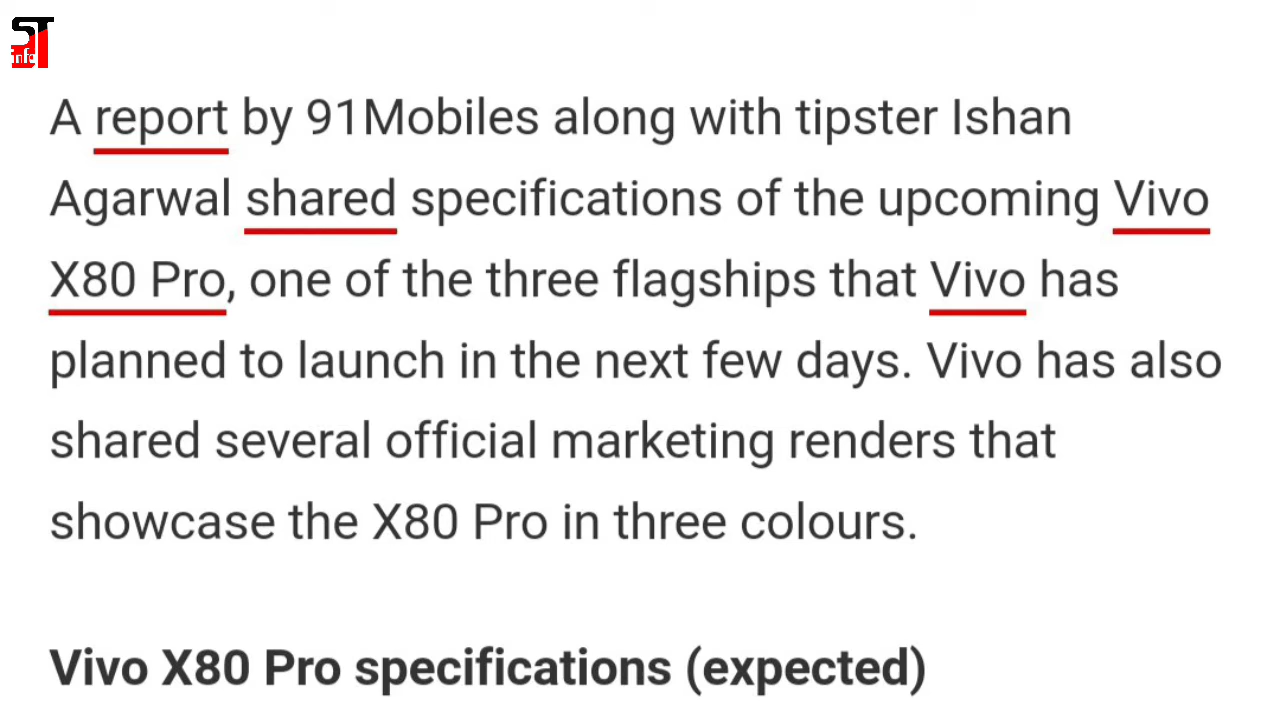 ST
info
A report by 91Mobiles along with tipster Ishan
Agarwal shared specifications of the upcoming Vivo
X80 Pro, one of the three flagships that Vivo has
planned to launch in the next few days. Vivo has also
shared several official marketing renders that
showcase the X80 Pro in three colours.
Vivo X80 Pro specifications (expected)